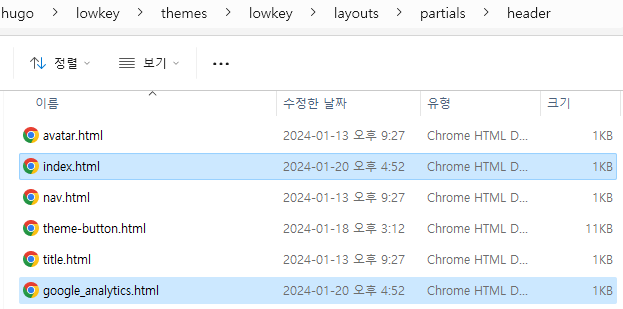 hugo > lowkey > themes > lowkey > layouts > partials > header
정렬 보기 ...
이름 수정한 날짜 유형 크기
avatar.html 2024-01-13 오후 9:27 Chrome HTML D... 1KB
index.html 2024-01-20 오후 4:52 Chrome HTML D... 1KB
nav.html 2024-01-13 오후 9:27 Chrome HTML D... 1KB
theme-button.html 2024-01-18 오후 3:12 Chrome HTML D... 11KB
title.html 2024-01-13 오후 9:27 Chrome HTML D... 1KB
google_analytics.html 2024-01-20 오후 4:52 Chrome HTML D... 1KB